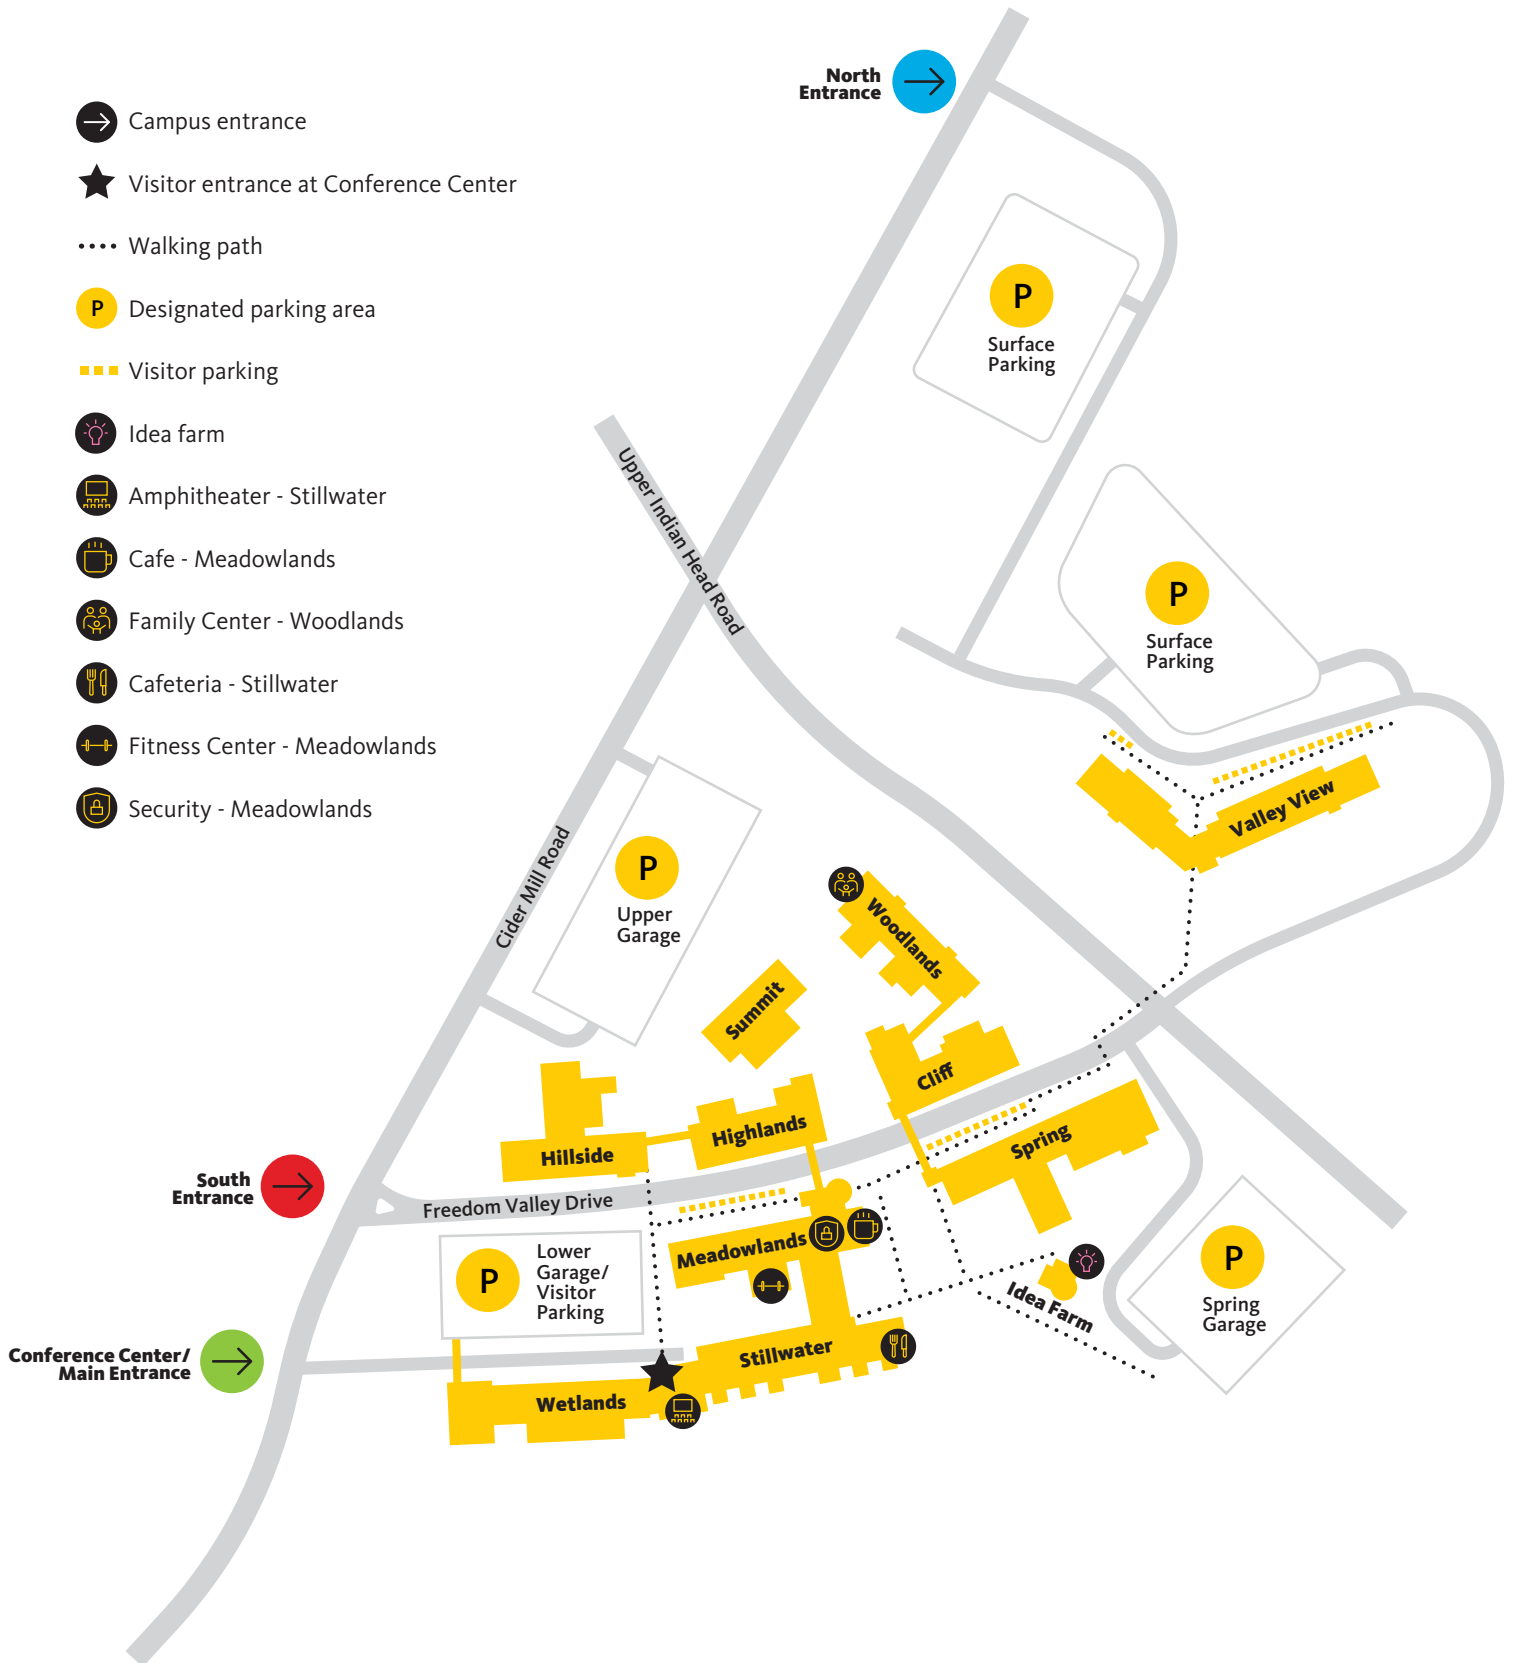 North
Entrance
Campus entrance
Visitor entrance at Conference Center
Walking path
P
Designated parking area
Visitor parking
Idea farm
Amphitheater - Stillwater
Cafe - Meadowlands
Family Center - Woodlands
Cafeteria - Stillwater
Fitness Center - Meadowlands
Security - Meadowlands
P
Surface
Parking
Upper Indian Head Road
P
Surface
Parking
Valley View
Cider Mill Road
P
Upper
Garage
Woodlands
Summit
Cliff
Highlands
Hillside
Spring
South
Entrance
Freedom Valley Drive
P
Lower
Garage/
Visitor
Parking
Meadowlands
Idea Farm
P
Spring
Garage
Conference Center/
Main Entrance
Stillwater
Wetlands